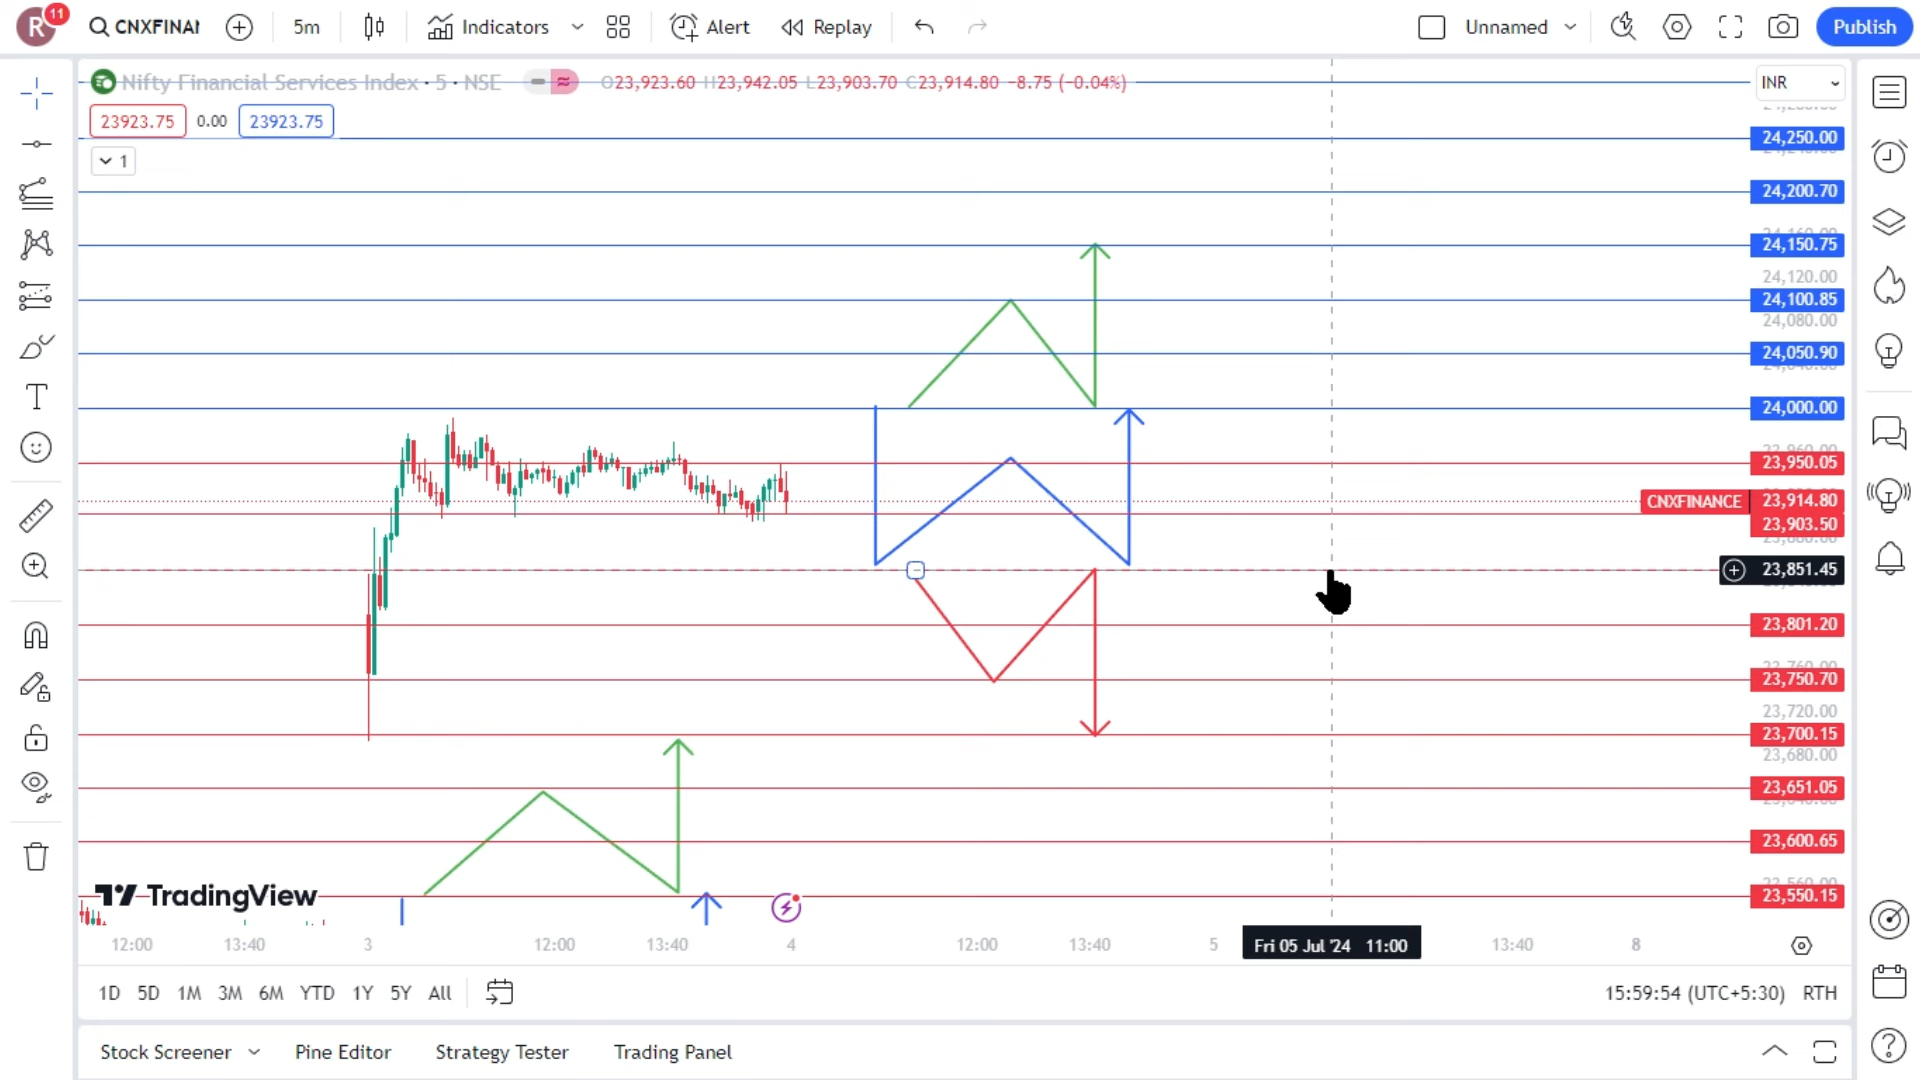 R 11 CNXFINAI 5m Indicators Alert Replay Unnamed Publish
Nifty Financial Services Index · 5 · NSE O23,923.60 H23,942.05 L23,903.70 C23,914.80 -8.75 (-0.04%)
INR
23923.75 0.00 23923.75
1
24,250.00
24,200.70
24,150.75
24,120.00
24,100.85
24,080.00
24,050.90
24,000.00
23,950.05
CNXFINANCE 23,914.80
23,903.50
23,851.45
23,801.20
23,750.70
23,720.00
23,700.15
23,680.00
23,651.05
23,600.65
23,550.15
TradingView
12:00 13:40 3 12:00 13:40 4 12:00 13:40 5 Fri 05 Jul '24 11:00 13:40 8
1D 5D 1M 3M 6M YTD 1Y 5Y All 15:59:54 (UTC+5:30) RTH
Stock Screener Pine Editor Strategy Tester Trading Panel